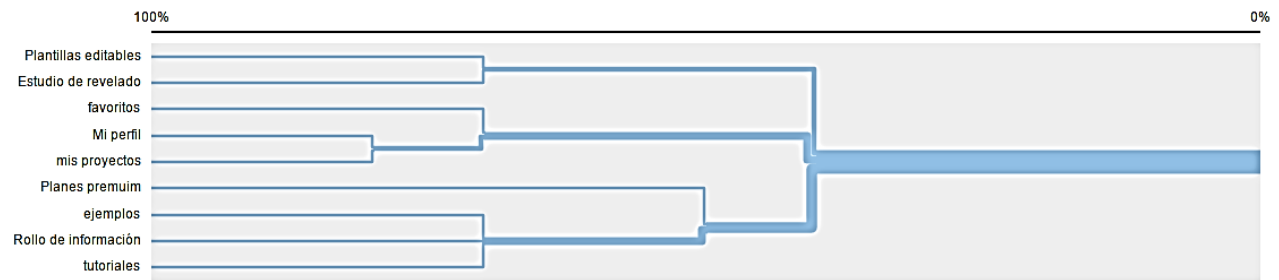 100% 0%
Plantillas editables
Estudio de revelado
favoritos
Mi perfil
mis proyectos
Planes premuim
ejemplos
Rollo de información
tutoriales